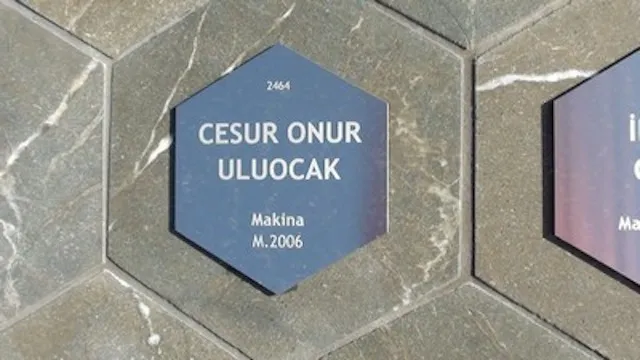 2464
CESUR ONUR
ULUOCAK
Makina
M.2006